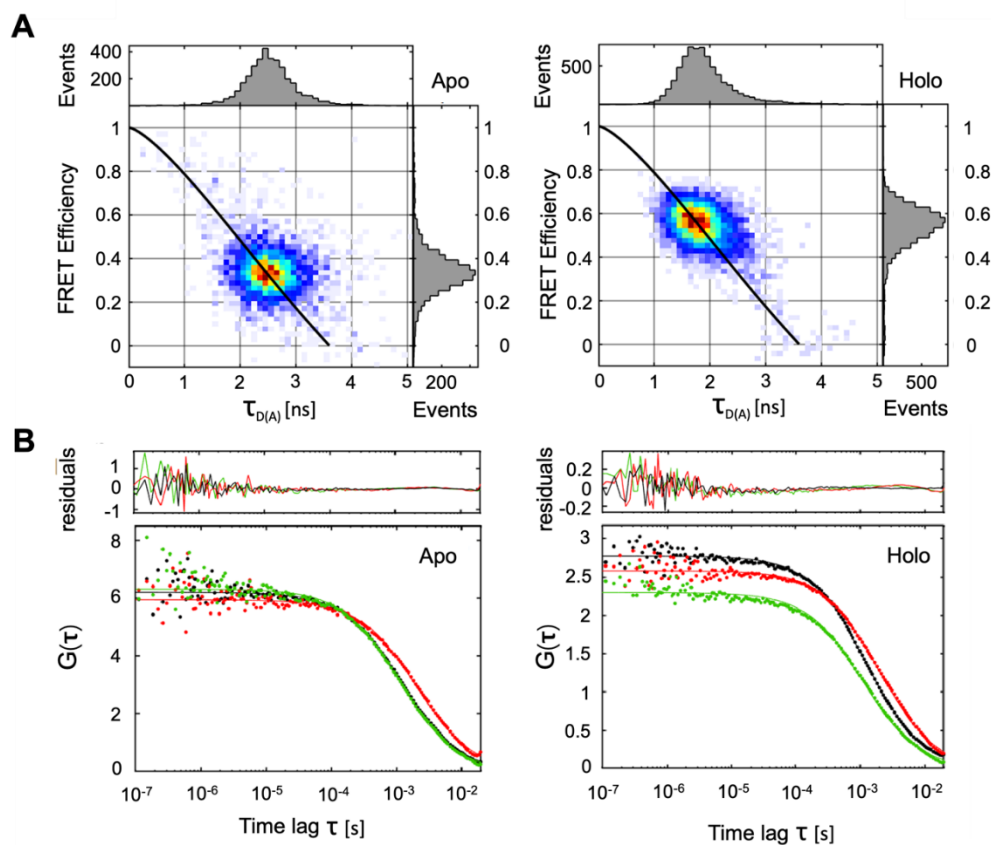 A
Events
400
200
Apo
FRET Efficiency
1
0.8
0.6
0.4
0.2
0
1
0.8
0.6
0.4
0.2
0
0 1 2 3 4 5 200
τD(A) [ns] Events
Events
500
Holo
FRET Efficiency
1
0.8
0.6
0.4
0.2
0
1
0.8
0.6
0.4
0.2
0
0 1 2 3 4 5 500
τD(A) [ns] Events
B
residuals
1
0
-1
Apo
G(τ)
8
6
4
2
0
10-7 10-6 10-5 10-4 10-3 10-2
Time lag τ [s]
residuals
0.2
0
-0.2
Holo
G(τ)
3
2.5
2
1.5
1
0.5
0
10-7 10-6 10-5 10-4 10-3 10-2
Time lag τ [s]